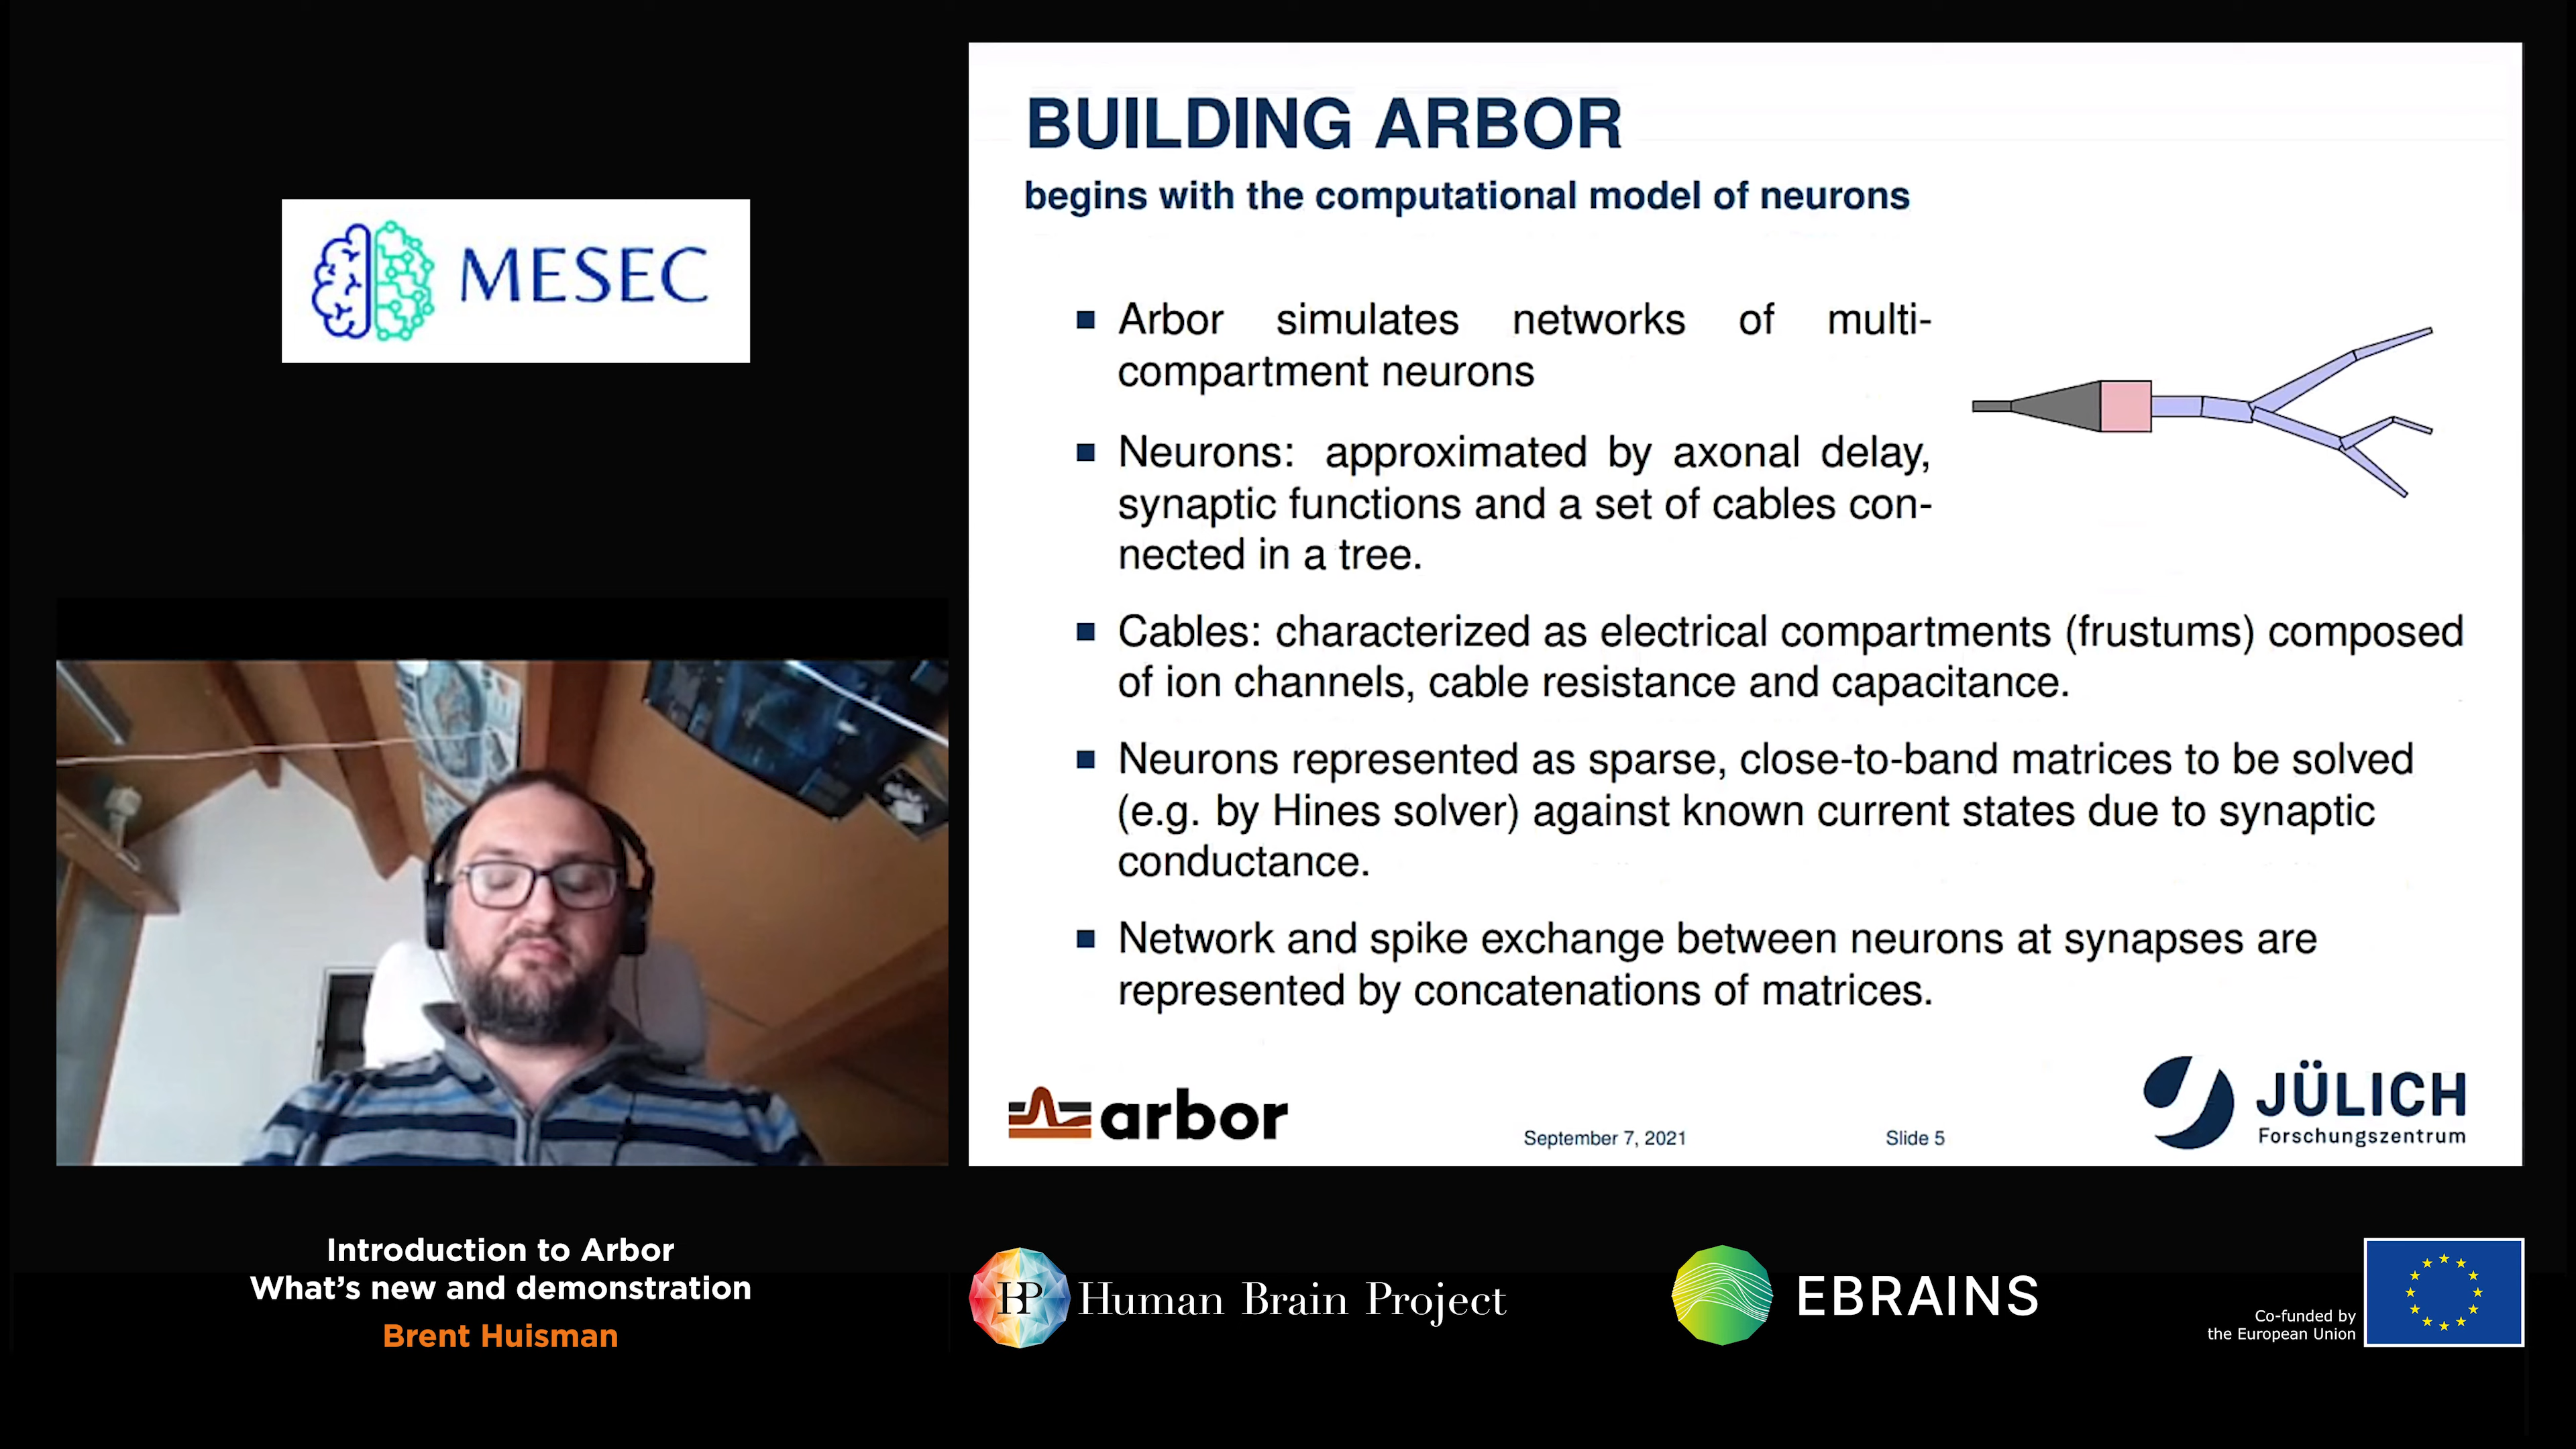 MESEC
BUILDING ARBOR
begins with the computational model of neurons
Arbor simulates networks of multi-
compartment neurons
Neurons: approximated by axonal delay,
synaptic functions and a set of cables con-
nected in a tree.
Cables: characterized as electrical compartments (frustums) composed
of ion channels, cable resistance and capacitance.
Neurons represented as sparse, close-to-band matrices to be solved
(e.g. by Hines solver) against known current states due to synaptic
conductance.
Network and spike exchange between neurons at synapses are
represented by concatenations of matrices.
arbor
September 7, 2021
Slide 5
JÜLICH
Forschungszentrum
Introduction to Arbor
What's new and demonstration
Brent Huisman
HBP Human Brain Project
EBRAINS
Co-funded by
the European Union